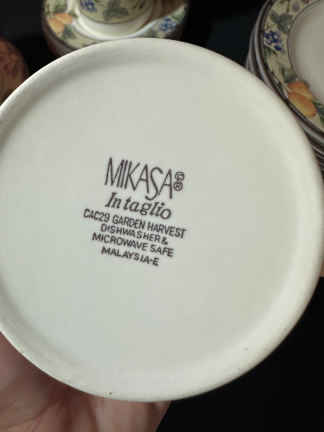 MIKASA©®
Intaglio
CAC29 GARDEN HARVEST
DISHWASHER &
MICROWAVE SAFE
MALAYSIA-E